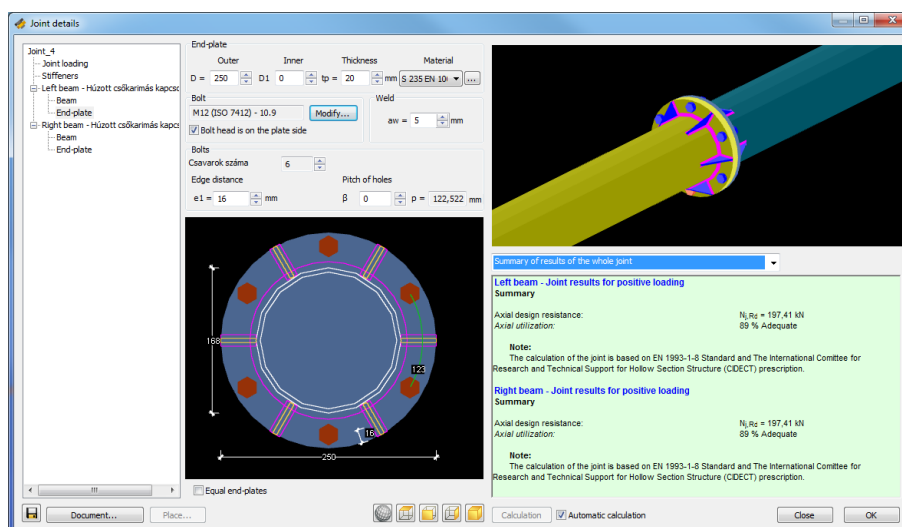 Joint details
Joint_4
Joint loading
Stiffeners
Left beam - Húzott csőkarimás kapcso
Beam
End-plate
Right beam - Húzott csőkarimás kapcs
Beam
End-plate
End-plate
Outer Inner Thickness Material
D = 250 D1 0 tp = 20 mm S 235 EN 10
Bolt
M12 (ISO 7412) - 10.9 Modify...
Bolt head is on the plate side
Weld
aw = 5 mm
Bolts
Csavarok száma 6
Edge distance Pitch of holes
e1 = 16 mm β 0 p = 122,522 mm
168
123
16
250
Equal end-plates
Summary of results of the whole joint
Left beam - Joint results for positive loading
Summary
Axial design resistance: Nj,Rd = 197,41 kN
Axial utilization: 89 % Adequate
Note:
The calculation of the joint is based on EN 1993-1-8 Standard and The International Comittee for
Research and Technical Support for Hollow Section Structure (CIDECT) prescription.
Right beam - Joint results for positive loading
Summary
Axial design resistance: Nj,Rd = 197,41 kN
Axial utilization: 89 % Adequate
Note:
The calculation of the joint is based on EN 1993-1-8 Standard and The International Comittee for
Research and Technical Support for Hollow Section Structure (CIDECT) prescription.
Document... Place... Calculation Automatic calculation Close OK